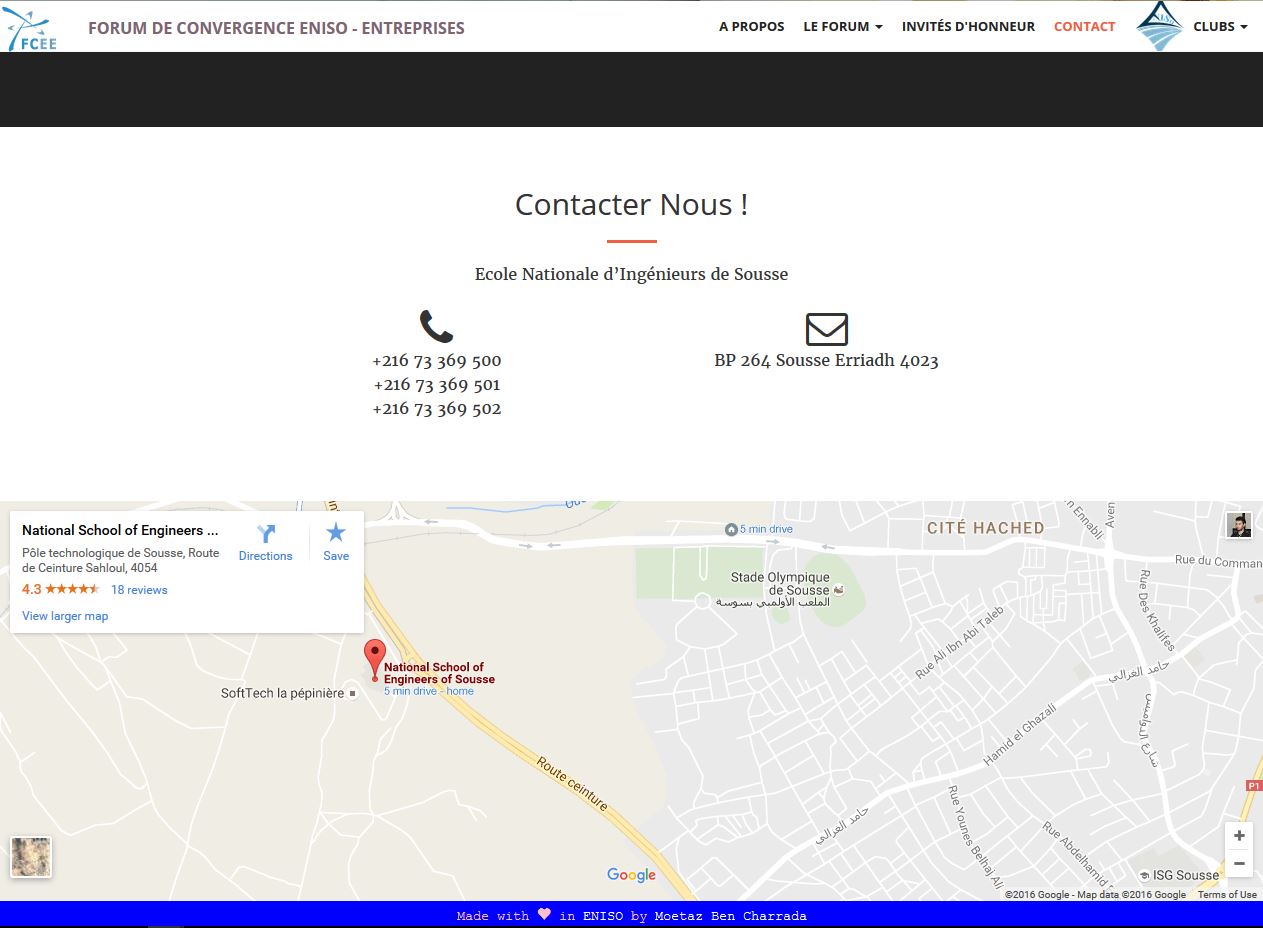 FCEE
FORUM DE CONVERGENCE ENISO - ENTREPRISES
A PROPOS
LE FORUM
INVITÉS D'HONNEUR
CONTACT
CLUBS
Contacter Nous !
Ecole Nationale d’Ingénieurs de Sousse
+216 73 369 500
+216 73 369 501
+216 73 369 502
BP 264 Sousse Erriadh 4023
National School of Engineers ...
Pôle technologique de Sousse, Route
de Ceinture Sahloul, 4054
4.3
18 reviews
View larger map
Directions
Save
5 min drive
CITÉ HACHED
Stade Olympique
de Sousse
الملعب الأولمبي بسوسة
Rue du Comman
Rue Des Khalifes
Rue Ali Ibn Abi Taleb
حامد الغزالي
Hamid el Ghazali
National School of
Engineers of Sousse
5 min drive - home
SoftTech la pépinière
Route ceinture
حامد الغزالي
Rue Younes Belhaj Ali
Rue Abdelhamid
P1
ISG Sousse
+
−
Google
©2016 Google - Map data ©2016 Google
Terms of Use
Made with ❤ in ENISO by Moetaz Ben Charrada